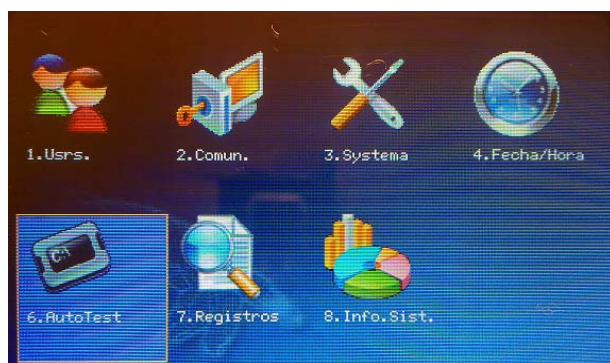 1.Usrs.
2.Comun.
3.Systema
4.Fecha/Hora
6.AutoTest
7.Registros
8.Info.Sist.